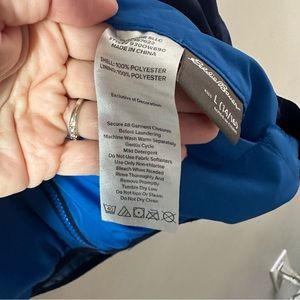 MADE IN CHINA
SHELL: 100% POLYESTER
LINING: 100% POLYESTER
Exclusive of Decoration
Secure All Garment Closures
Before Laundering
Machine Wash Warm Separately
Gentle Cycle
Mild Detergent
Do Not Use Fabric Softeners
Use Only Non-chlorine
Bleach When Needed
Rinse Thoroughly And
Remove Promptly
Tumble Dry Low
Do Not Iron or Steam
Do Not Dry Clean
Eddie Bauer
L